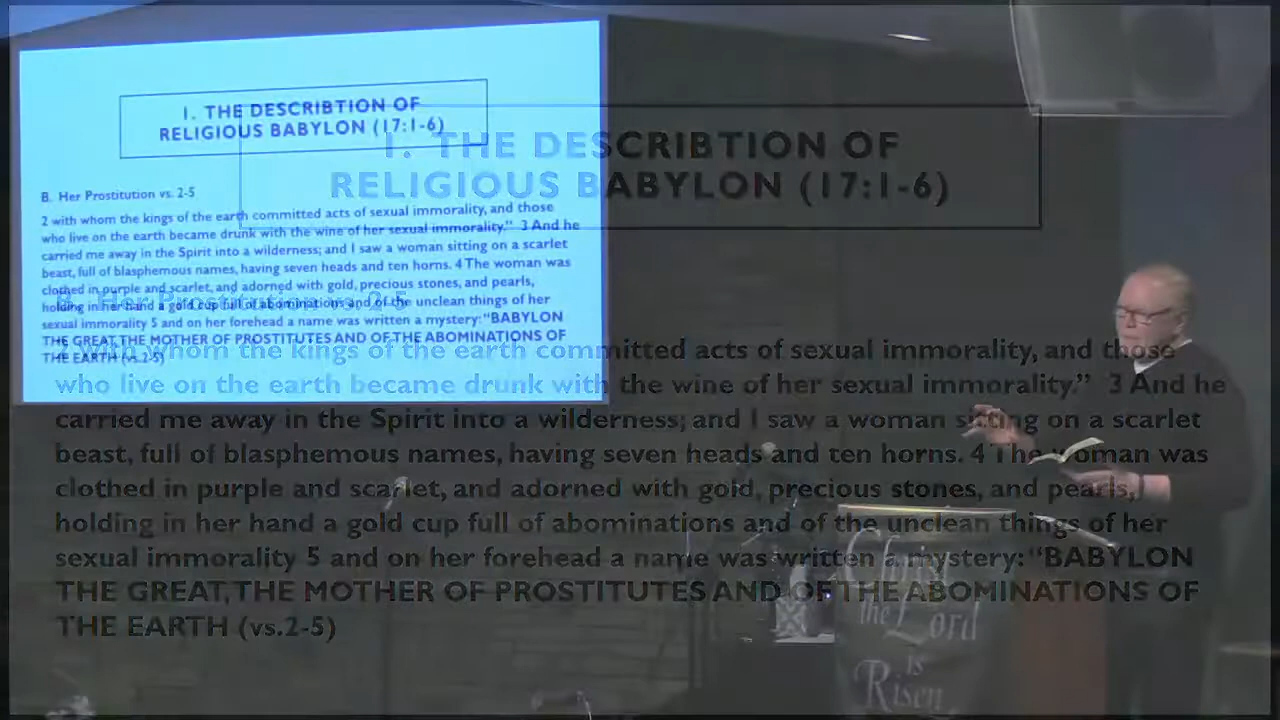 I. THE DESCRIBTION OF
RELIGIOUS BABYLON (17:1-6)
B. Her Prostitution vs. 2-5
2 with whom the kings of the earth committed acts of sexual immorality, and those
who live on the earth became drunk with the wine of her sexual immorality.” 3 And he
carried me away in the Spirit into a wilderness; and I saw a woman sitting on a scarlet
beast, full of blasphemous names, having seven heads and ten horns. 4 The woman was
clothed in purple and scarlet, and adorned with gold, precious stones, and pearls,
holding in her hand a gold cup full of abominations and of the unclean things of her
sexual immorality 5 and on her forehead a name was written a mystery: “BABYLON
THE GREAT, THE MOTHER OF PROSTITUTES AND OF THE ABOMINATIONS OF
THE EARTH (vs.2-5)
I. THE DESCRIBTION OF
RELIGIOUS BABYLON (17:1-6)
B. Her Prostitution vs. 2-5
2 with whom the kings of the earth committed acts of sexual immorality, and those
who live on the earth became drunk with the wine of her sexual immorality.” 3 And he
carried me away in the Spirit into a wilderness; and I saw a woman sitting on a scarlet
beast, full of blasphemous names, having seven heads and ten horns. 4 The woman was
clothed in purple and scarlet, and adorned with gold, precious stones, and pearls,
holding in her hand a gold cup full of abominations and of the unclean things of her
sexual immorality 5 and on her forehead a name was written a mystery: “BABYLON
THE GREAT, THE MOTHER OF PROSTITUTES AND OF THE ABOMINATIONS OF
THE EARTH (vs.2-5)
Christ
the Lord
is
Risen